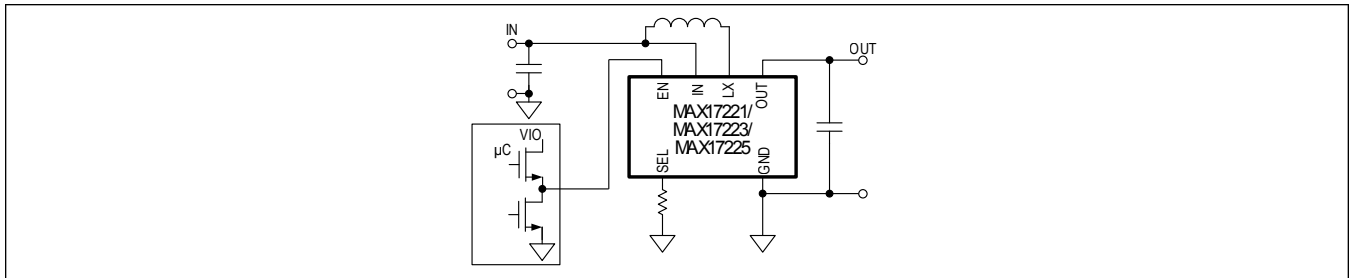 IN
OUT
EN
IN
LX
OUT
MAX17221/
MAX17223/
MAX17225
SEL
GND
VIO
µC